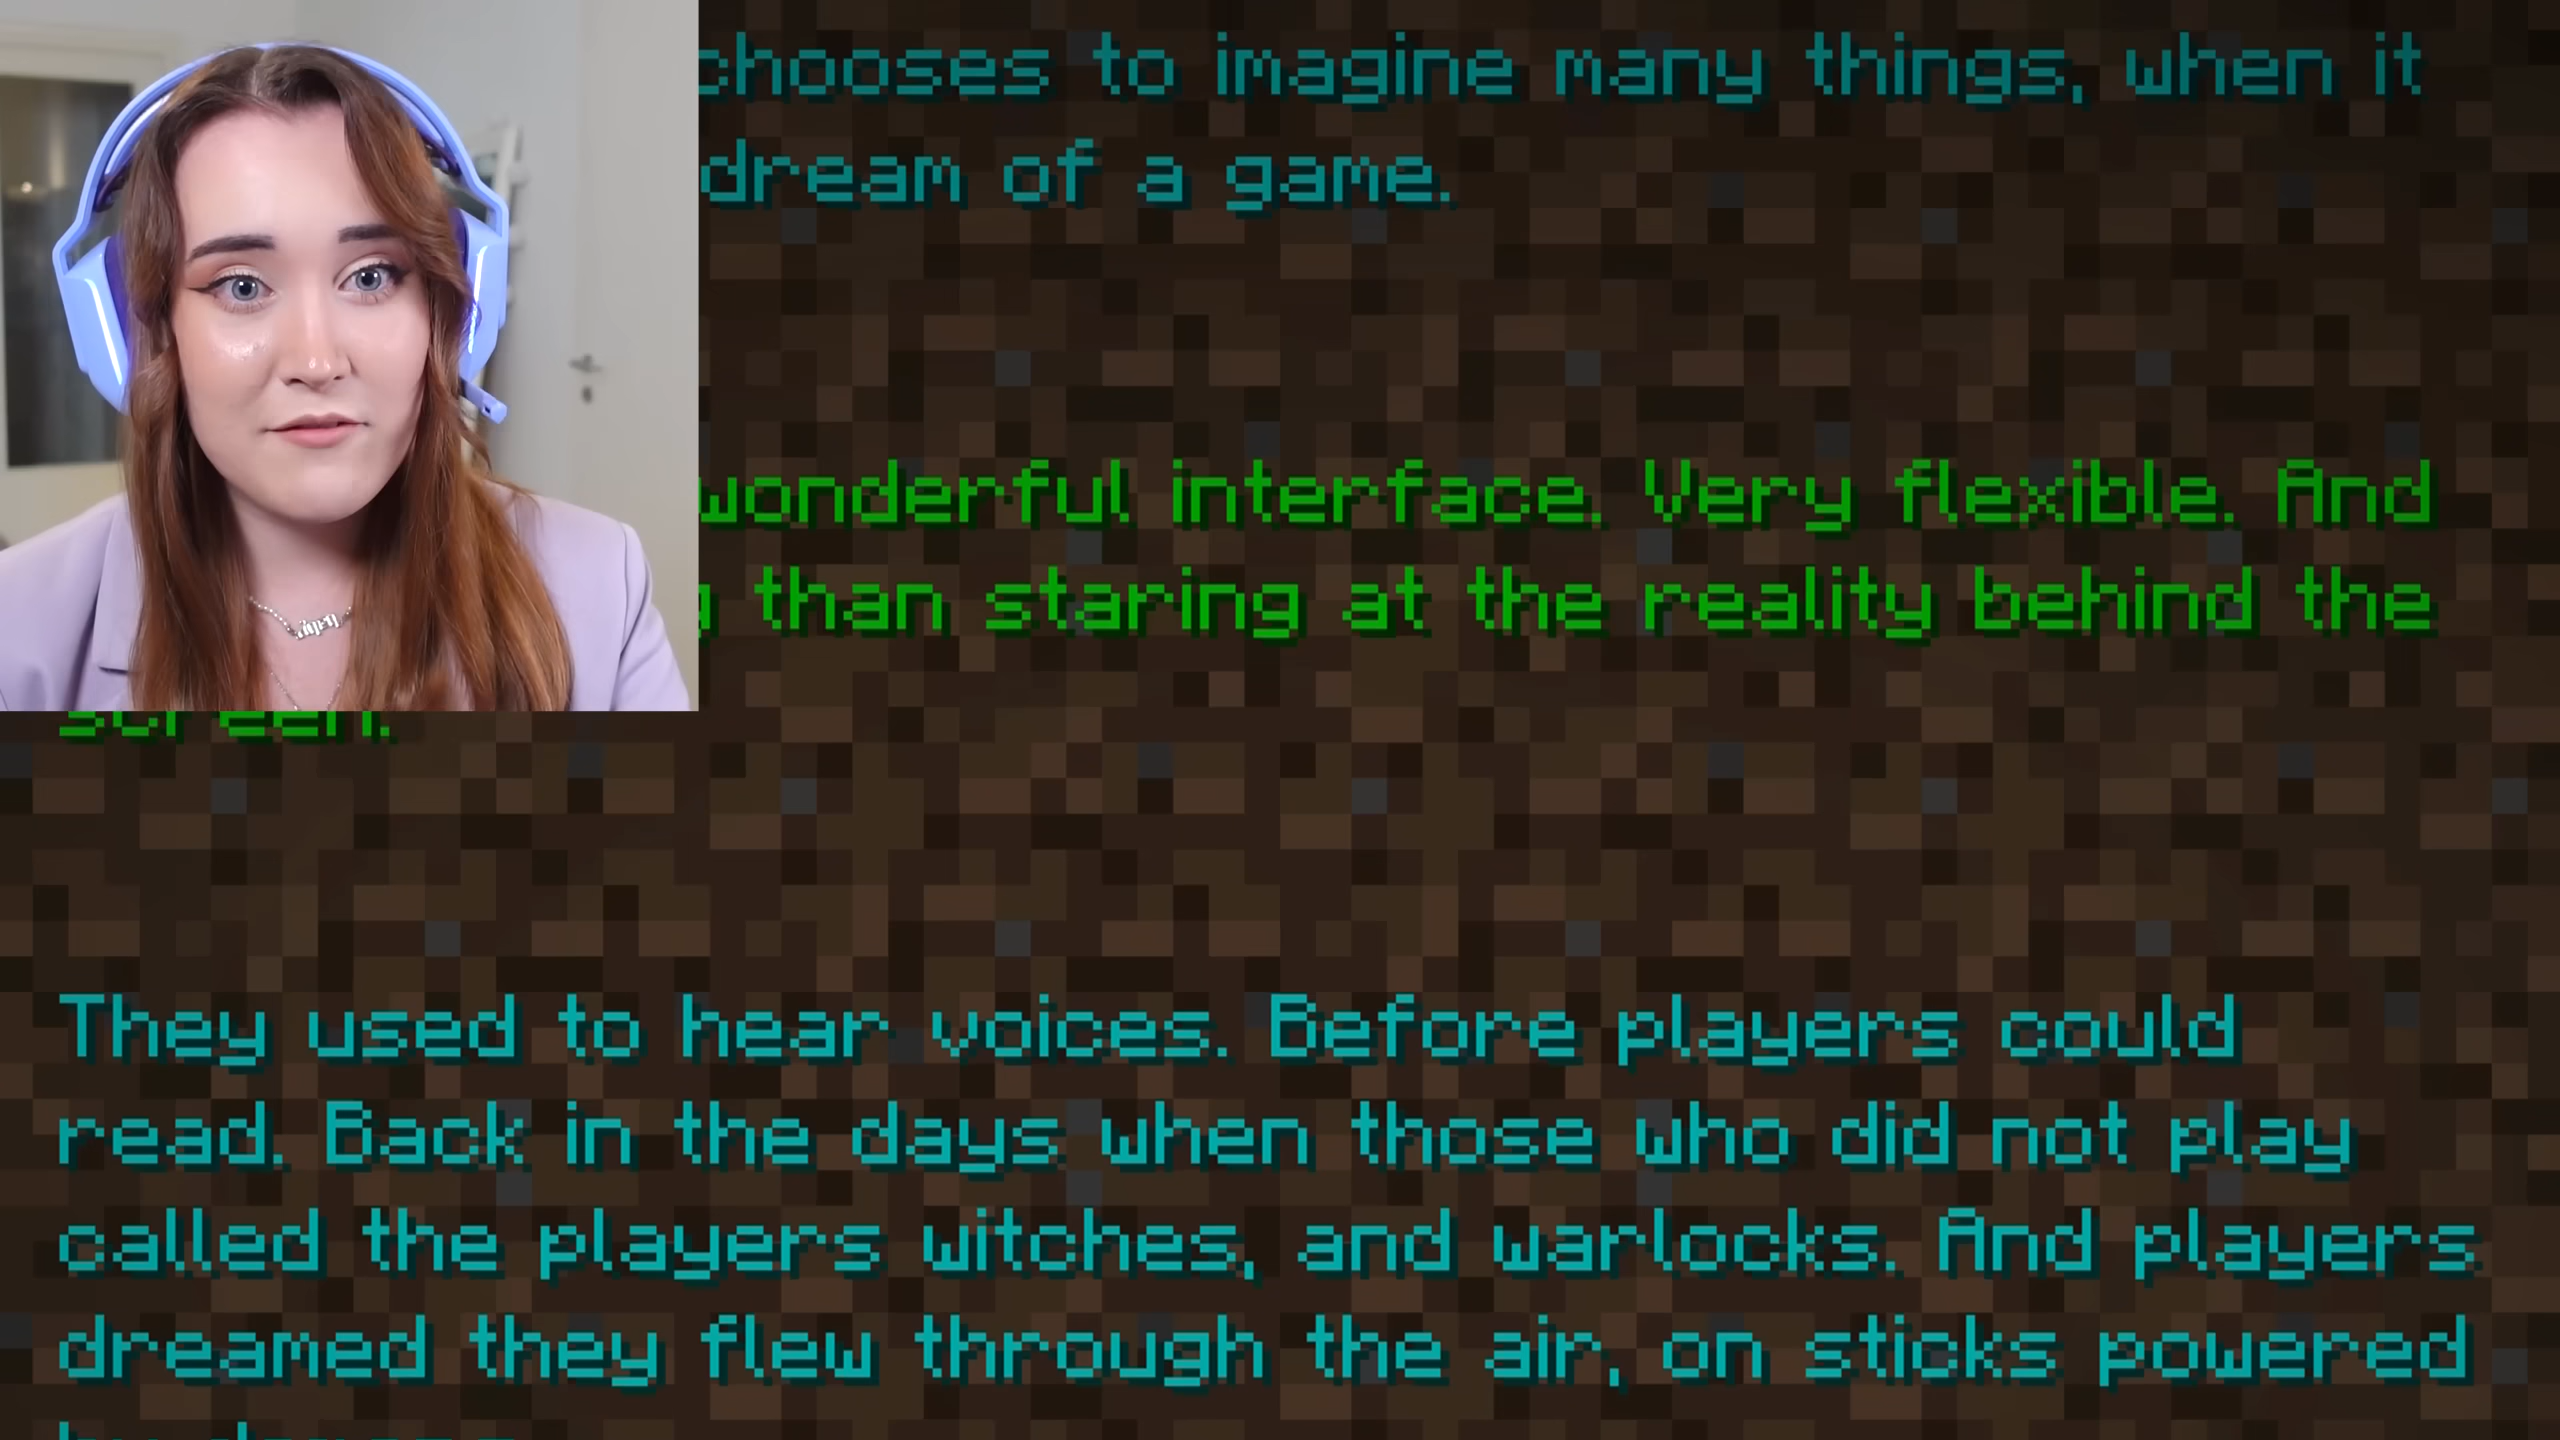 chooses to imagine many things, when it
dream of a game.
wonderful interface. Very flexible. And
than staring at the reality behind the
screen.
They used to hear voices. Before players could
read. Back in the days when those who did not play
called the players witches, and warlocks. And players
dreamed they flew through the air, on sticks powered